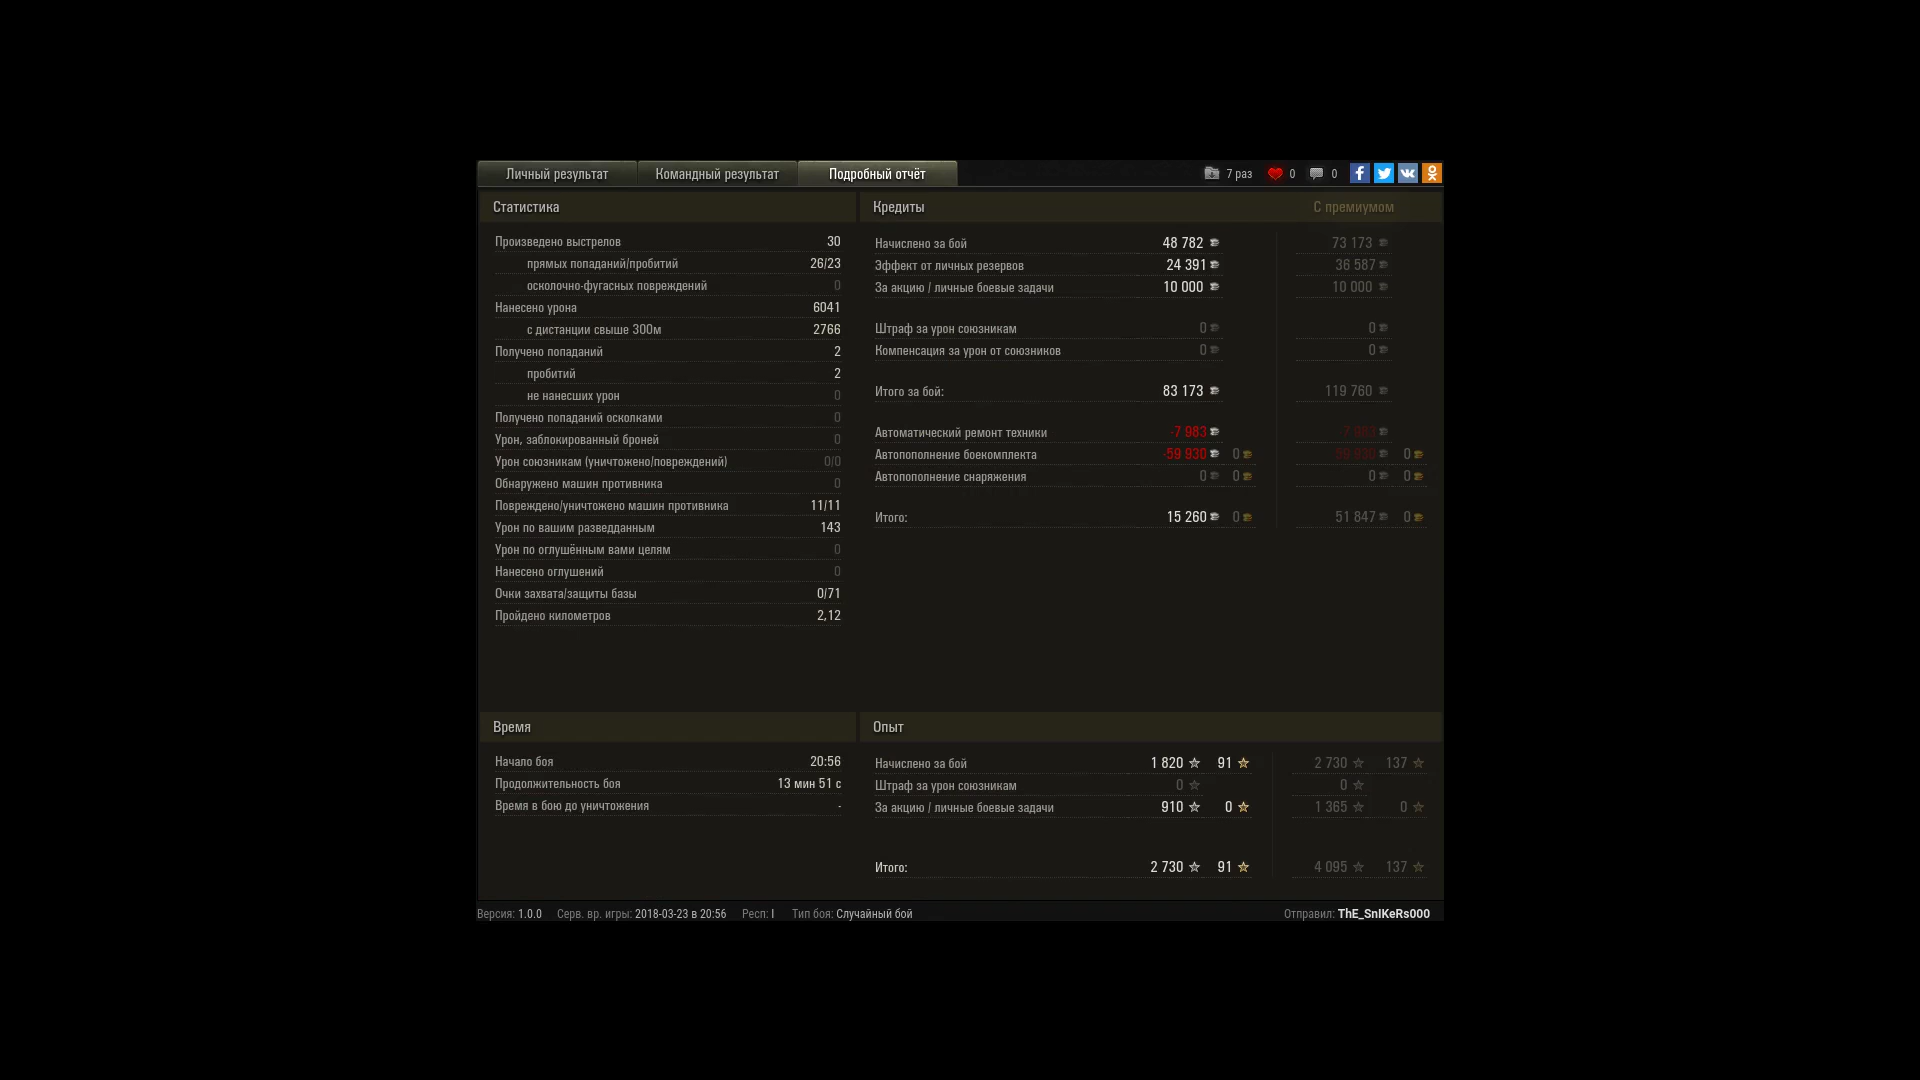 Личный результат Командный результат Подробный отчёт 7 раз 0 0
Статистика
Произведено выстрелов 30
прямых попаданий/пробитий 26/23
осколочно-фугасных повреждений 0
Нанесено урона 6041
с дистанции свыше 300м 2766
Получено попаданий 2
пробитий 2
не нанесших урон 0
Получено попаданий осколками 0
Урон, заблокированный броней 0
Урон союзникам (уничтожено/повреждений) 0/0
Обнаружено машин противника 0
Повреждено/уничтожено машин противника 11/11
Урон по вашим разведданным 143
Урон по оглушённым вами целям 0
Нанесено оглушений 0
Очки захвата/защиты базы 0/71
Пройдено километров 2,12
Кредиты С премиумом
Начислено за бой 48 782 73 173
Эффект от личных резервов 24 391 36 587
За акцию / личные боевые задачи 10 000 10 000
Штраф за урон союзникам 0 0
Компенсация за урон от союзников 0 0
Итого за бой: 83 173 119 760
Автоматический ремонт техники -7 983 -7 983
Автопополнение боекомплекта -59 930 0 -59 930 0
Автопополнение снаряжения 0 0 0 0
Итого: 15 260 0 51 847 0
Время
Начало боя 20:56
Продолжительность боя 13 мин 51 с
Время в бою до уничтожения -
Опыт
Начислено за бой 1 820 91 2 730 137
Штраф за урон союзникам 0 0
За акцию / личные боевые задачи 910 0 1 365 0
Итого: 2 730 91 4 095 137
Версия: 1.0.0 Серв. вр. игры: 2018-03-23 в 20:56 Респ: I Тип боя: Случайный бой Отправил: ThE_SnIKeRs000